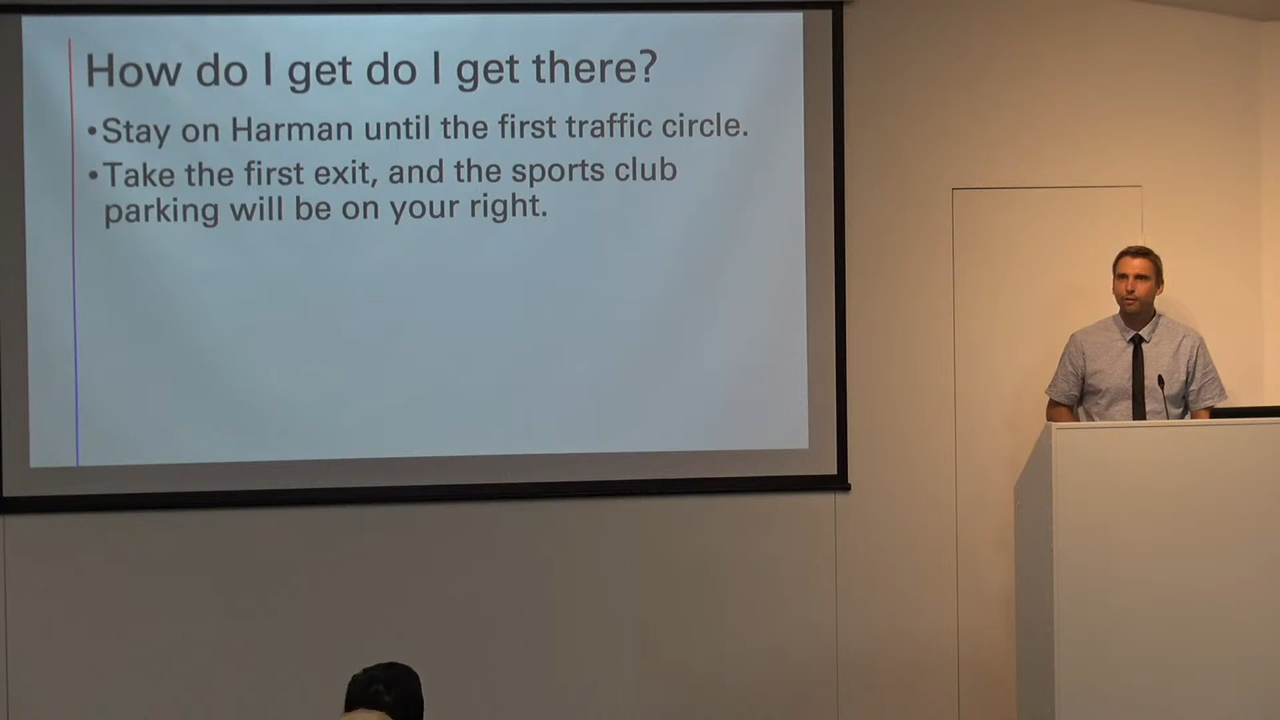 How do I get do I get there?
•Stay on Harman until the first traffic circle.
•Take the first exit, and the sports club
parking will be on your right.